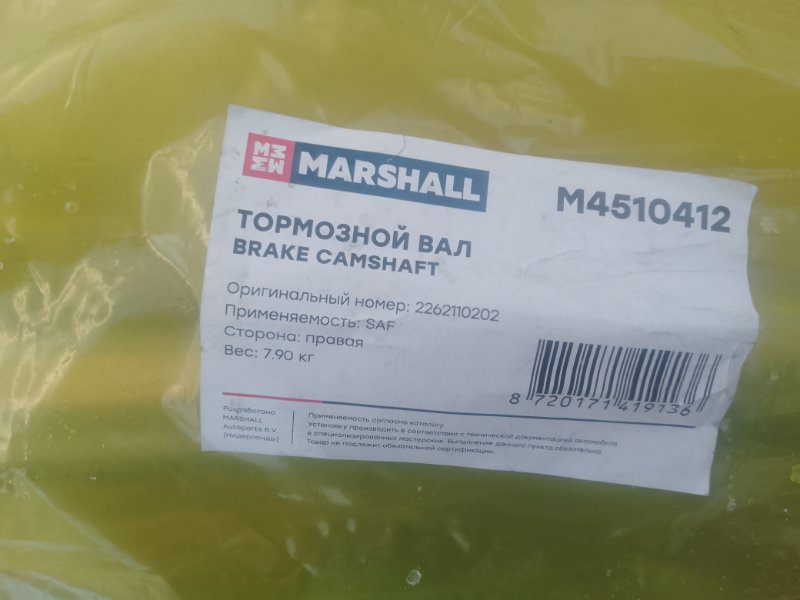 MARSHALL
M4510412
ТОРМОЗНОЙ ВАЛ
BRAKE CAMSHAFT
Оригинальный номер: 2262110202
Применяемость: SAF
Сторона: правая
Вес: 7.90 кг
8 720171 419136
Разработано
MARSHALL
Autoparts B.V.
(Нидерланды)
Применяемость согласно каталогу.
Установку производить в соответствии с технической документацией автомобиля
в специализированных мастерских. Выполнение данного пункта обязательно.
Товар не подлежит обязательной сертификации.